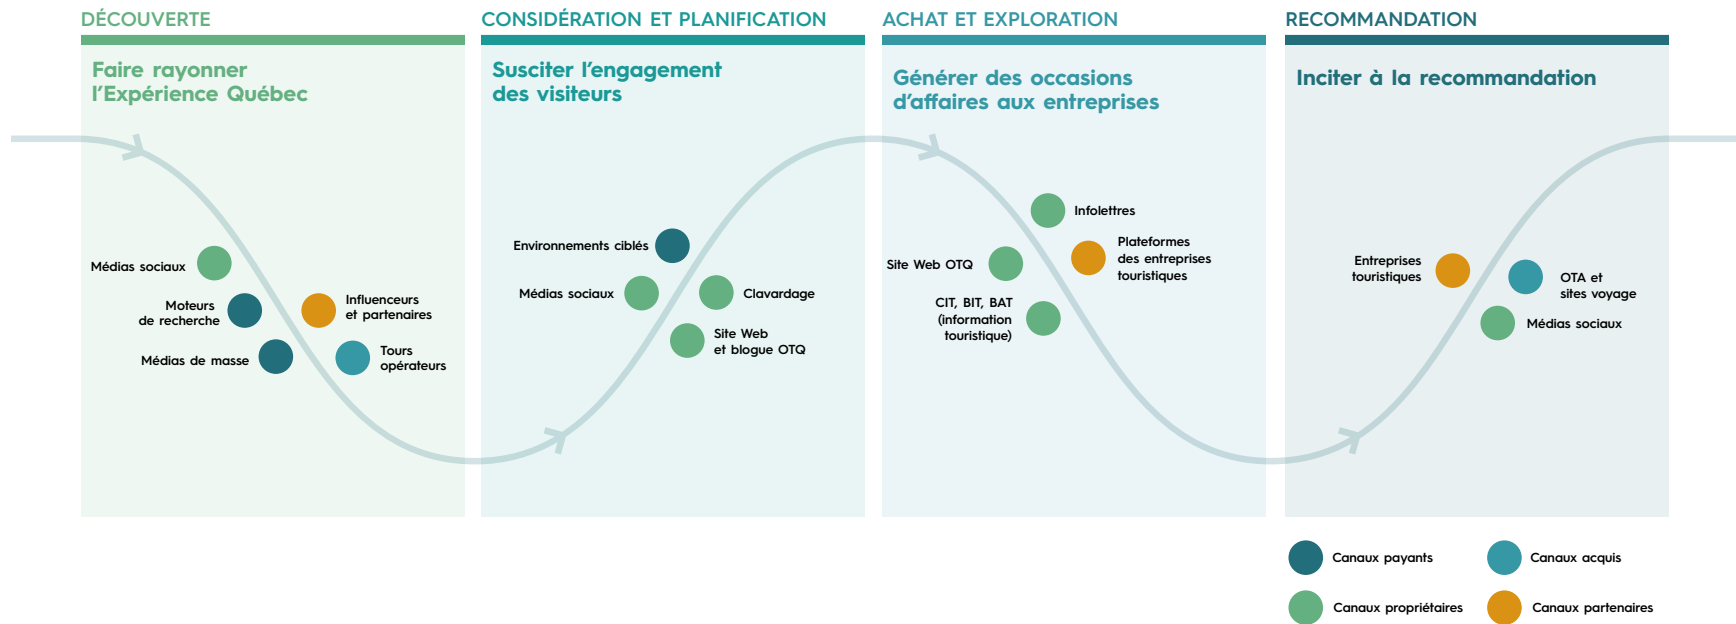 DÉCOUVERTE
Faire rayonner
l'Expérience Québec
Médias sociaux
Moteurs
de recherche
Médias de masse
Influenceurs
et partenaires
Tours
opérateurs
CONSIDÉRATION ET PLANIFICATION
Susciter l'engagement
des visiteurs
Environnements ciblés
Médias sociaux
Clavardage
Site Web
et blogue OTQ
ACHAT ET EXPLORATION
Générer des occasions
d'affaires aux entreprises
Infolettres
Site Web OTQ
Plateformes
des entreprises
touristiques
CIT, BIT, BAT
(information
touristique)
RECOMMANDATION
Inciter à la recommandation
Entreprises
touristiques
OTA et
sites voyage
Médias sociaux
Canaux payants
Canaux acquis
Canaux propriétaires
Canaux partenaires